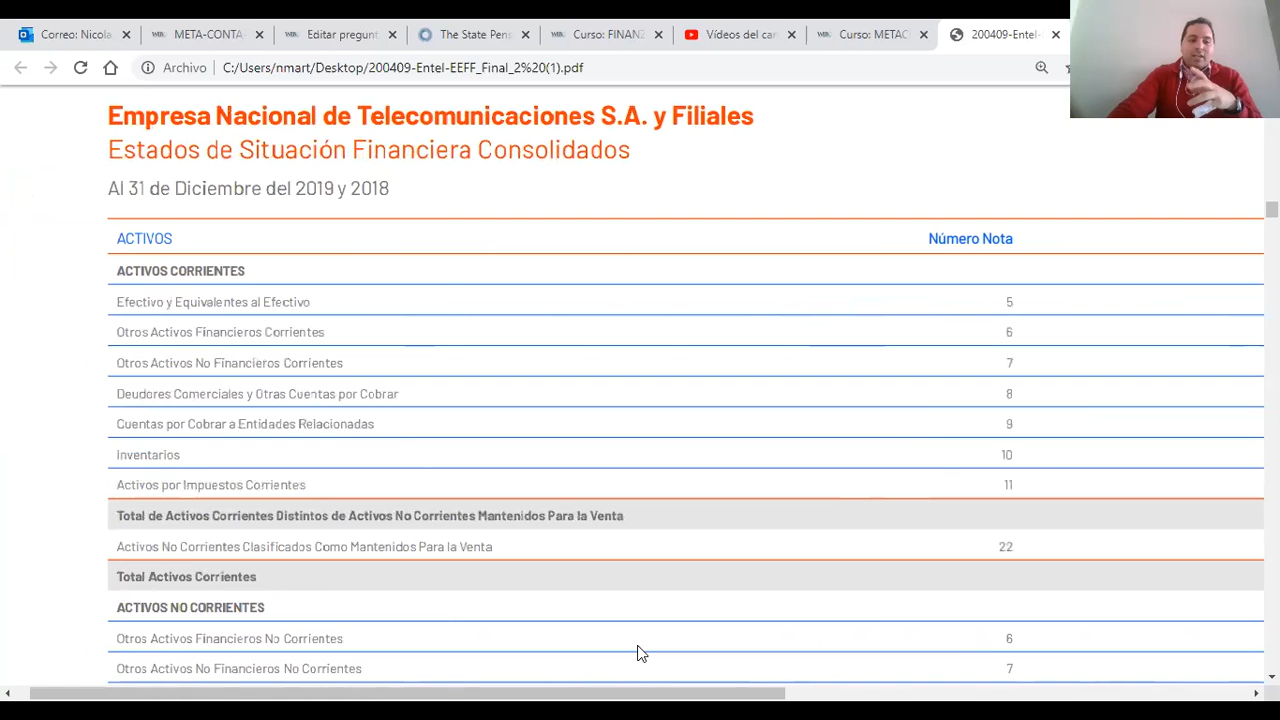 Correo: Nicola
META-CONTA-
Editar pregunt
The State Pen
Curso: FINANZ
Vídeos del can
Curso: METAC
200409-Entel-
Archivo
C:/Users/nmart/Desktop/200409-Entel-EEFF_Final_2%20(1).pdf
Empresa Nacional de Telecomunicaciones S.A. y Filiales
Estados de Situación Financiera Consolidados
Al 31 de Diciembre del 2019 y 2018
ACTIVOS Número Nota
ACTIVOS CORRIENTES
Efectivo y Equivalentes al Efectivo 5
Otros Activos Financieros Corrientes 6
Otros Activos No Financieros Corrientes 7
Deudores Comerciales y Otras Cuentas por Cobrar 8
Cuentas por Cobrar a Entidades Relacionadas 9
Inventarios 10
Activos por Impuestos Corrientes 11
Total de Activos Corrientes Distintos de Activos No Corrientes Mantenidos Para la Venta
Activos No Corrientes Clasificados Como Mantenidos Para la Venta 22
Total Activos Corrientes
ACTIVOS NO CORRIENTES
Otros Activos Financieros No Corrientes 6
Otros Activos No Financieros No Corrientes 7